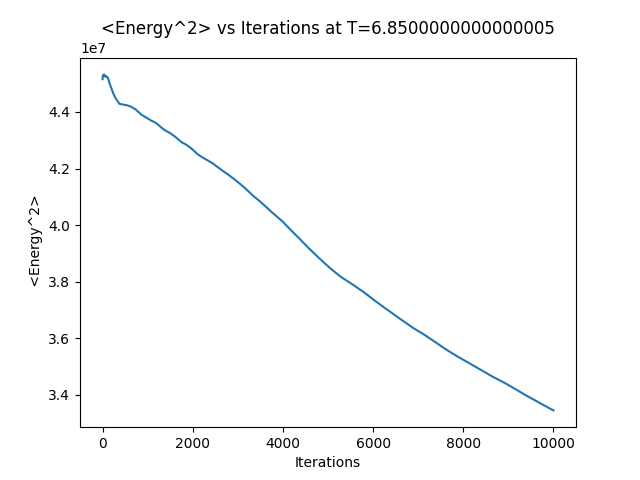 <Energy^2> vs Iterations at T=6.8500000000000005
1e7
4.4
4.2
4.0
3.8
3.6
3.4
<Energy^2>
0 2000 4000 6000 8000 10000
Iterations